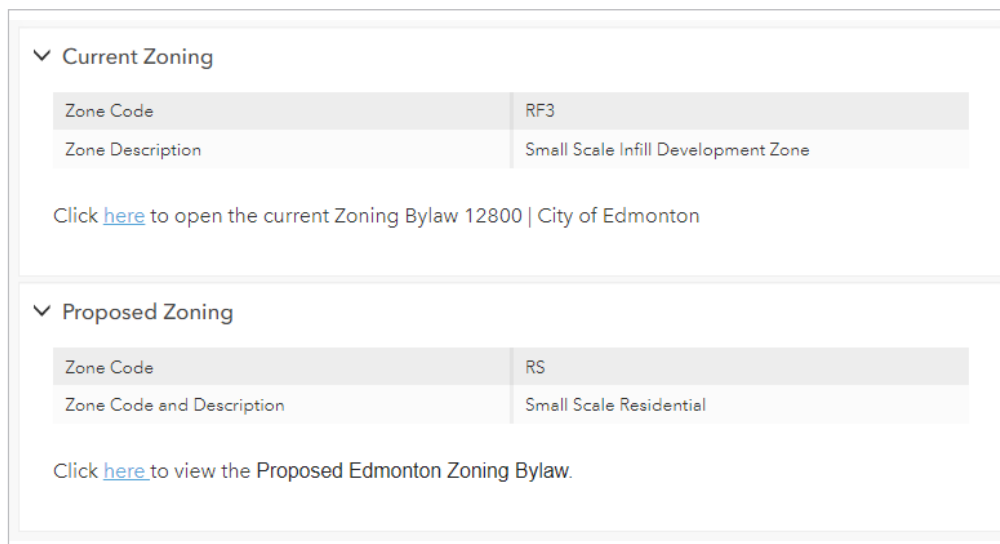 Current Zoning
Zone Code RF3
Zone Description Small Scale Infill Development Zone
Click here to open the current Zoning Bylaw 12800 | City of Edmonton
Proposed Zoning
Zone Code RS
Zone Code and Description Small Scale Residential
Click here to view the Proposed Edmonton Zoning Bylaw.